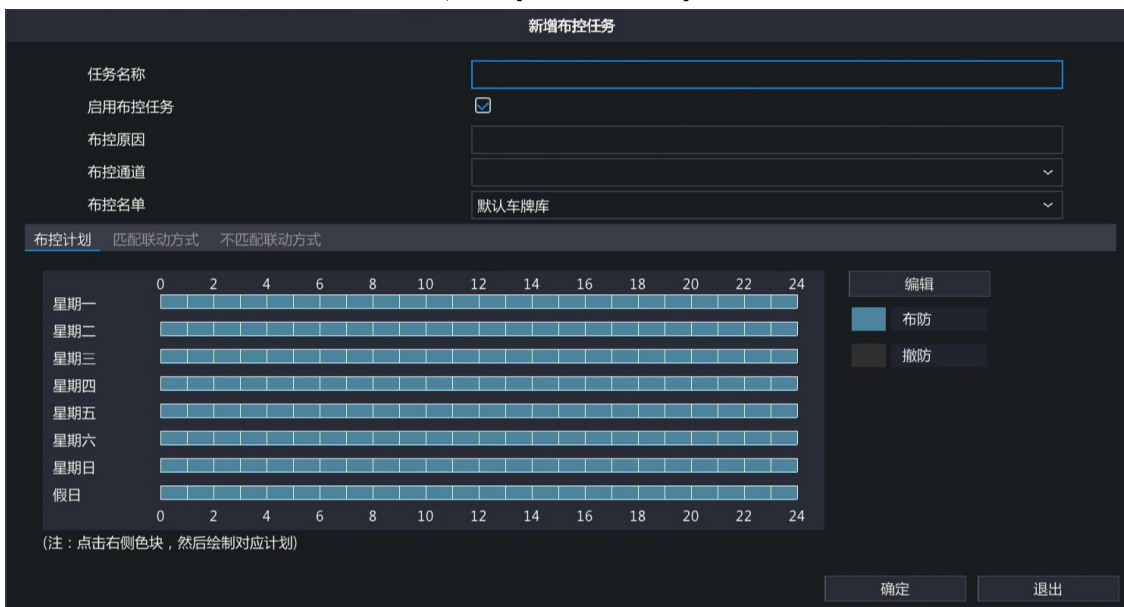 新增布控任务
任务名称
启用布控任务
布控原因
布控通道
布控名单 默认车牌库
布控计划 匹配联动方式 不匹配联动方式
0 2 4 6 8 10 12 14 16 18 20 22 24 编辑
星期一
星期二 布防
星期三 撤防
星期四
星期五
星期六
星期日
假日
0 2 4 6 8 10 12 14 16 18 20 22 24
(注：点击右侧色块，然后绘制对应计划)
确定 退出